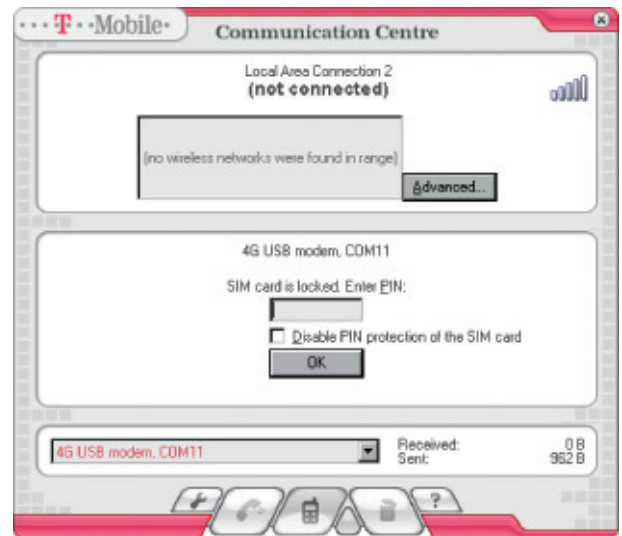 T-Mobile
Communication Centre
Local Area Connection 2
(not connected)
(no wireless networks were found in range)
Advanced...
4G USB modem, COM11
SIM card is locked. Enter PIN:
Disable PIN protection of the SIM card
OK
4G USB modem, COM11
Received: 0 B
Sent: 962 B
?